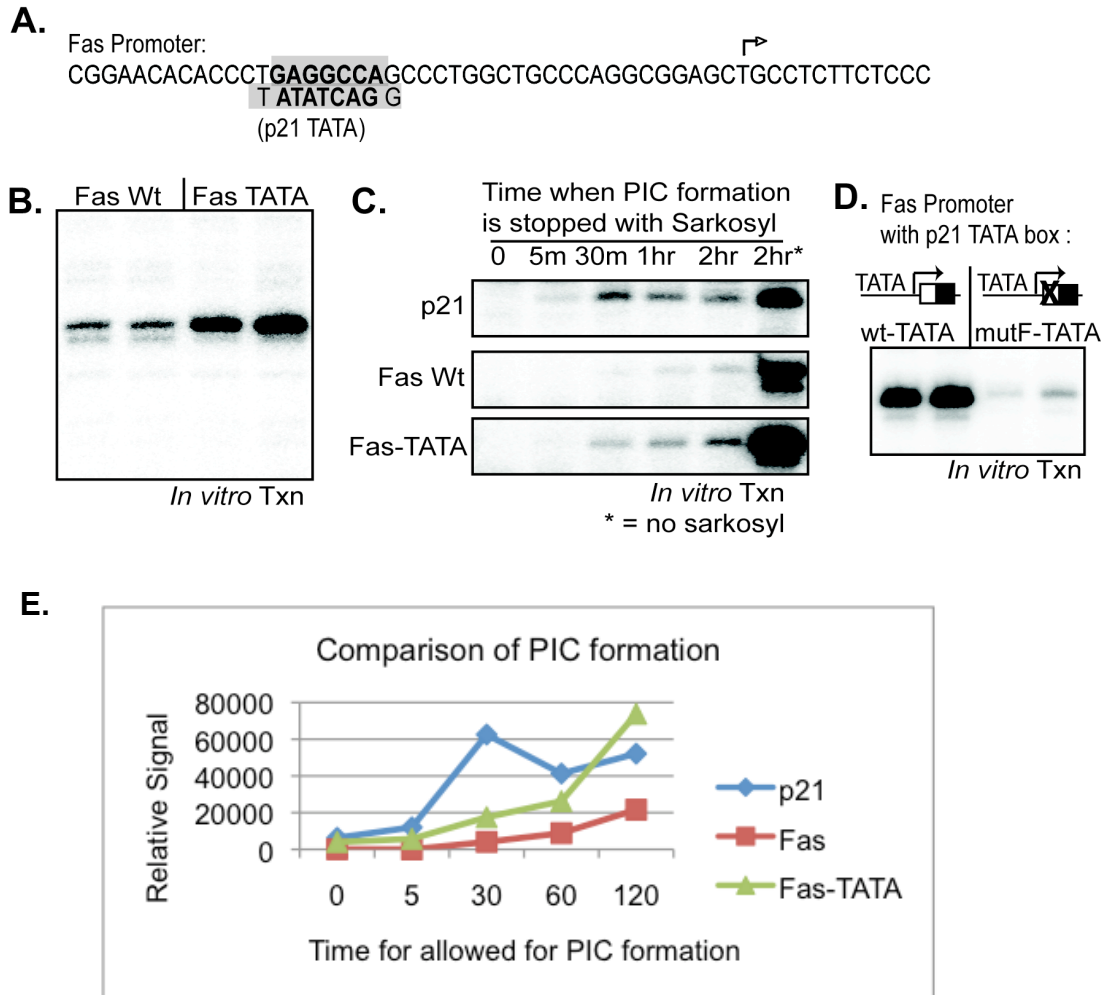 A.
Fas Promoter:
CGGAACACACCCTGAGGCCAGCCCTGGCTGCCCAGGCGGAGCTGCCTCTTCTCCC
T ATATCAG G
(p21 TATA)
B.
Fas Wt Fas TATA
In vitro Txn
C.
Time when PIC formation
is stopped with Sarkosyl
0 5m 30m 1hr 2hr 2hr*
p21
Fas Wt
Fas-TATA
In vitro Txn
* = no sarkosyl
D.
Fas Promoter
with p21 TATA box :
TATA TATA
X
wt-TATA mutF-TATA
In vitro Txn
E.
Comparison of PIC formation
Relative Signal
80000
60000
40000
20000
0
0 5 30 60 120
Time for allowed for PIC formation
p21
Fas
Fas-TATA